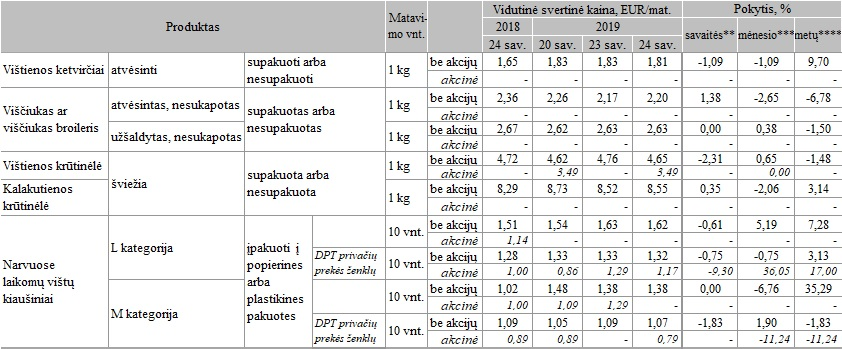 Produktas Matavi-mo vnt. Vidutinė svertinė kaina, EUR/mat. Pokytis, %
2018 2019 savaitės** mėnesio*** metų****
24 sav. 20 sav. 23 sav. 24 sav.
Vištienos ketvirčiai atvėsinti supakuoti arba nesupakuoti 1 kg be akcijų 1,65 1,83 1,83 1,81 -1,09 -1,09 9,70
akcinė - - - - - - -
Viščiukas ar viščiukas broileris atvėsintas, nesukapotas supakuotas arba nesupakuotas 1 kg be akcijų 2,36 2,26 2,17 2,20 1,38 -2,65 -6,78
akcinė - - - - - - -
užšaldytas, nesukapotas 1 kg be akcijų 2,67 2,62 2,63 2,63 0,00 0,38 -1,50
akcinė - - - - - - -
Vištienos krūtinėlė šviežia supakuota arba nesupakuota 1 kg be akcijų 4,72 4,62 4,76 4,65 -2,31 0,65 -1,48
akcinė - 3,49 - 3,49 - 0,00 -
Kalakutienos krūtinėlė 1 kg be akcijų 8,29 8,73 8,52 8,55 0,35 -2,06 3,14
akcinė - - - - - - -
Narvuose laikomų vištų kiaušiniai L kategorija įpakuoti į popierines arba plastikines pakuotes 10 vnt. be akcijų 1,51 1,54 1,63 1,62 -0,61 5,19 7,28
akcinė 1,14 - - - - - -
DPT privačių prekės ženklų 10 vnt. be akcijų 1,28 1,33 1,33 1,32 -0,75 -0,75 3,13
akcinė 1,00 0,86 1,29 1,17 -9,30 36,05 17,00
M kategorija 10 vnt. be akcijų 1,02 1,48 1,38 1,38 0,00 -6,76 35,29
akcinė 1,00 1,09 1,29 - - - -
DPT privačių prekės ženklų 10 vnt. be akcijų 1,09 1,05 1,09 1,07 -1,83 1,90 -1,83
akcinė 0,89 0,89 - 0,79 - -11,24 -11,24